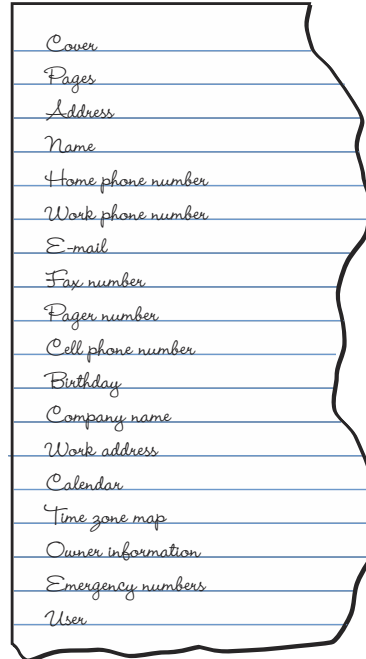 Cover
Pages
Address
Name
Home phone number
Work phone number
E-mail
Fax number
Pager number
Cell phone number
Birthday
Company name
Work address
Calendar
Time zone map
Owner information
Emergency numbers
User